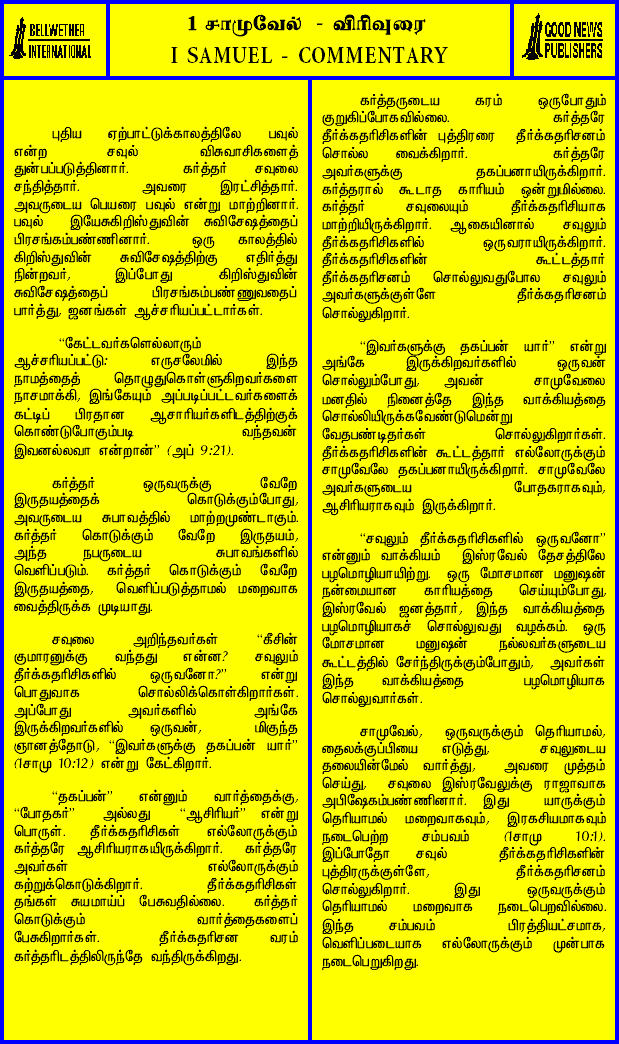 BELLWETHER
INTERNATIONAL
1 சாமுவேல் - விரிவுரை
I SAMUEL - COMMENTARY
GOOD NEWS
PUBLISHERS
புதிய ஏற்பாட்டுக்காலத்திலே பவுல்
என்ற சவுல் விசுவாசிகளைத்
துன்பப்படுத்தினார். கர்த்தர் சவுலை
சந்தித்தார். அவரை இரட்சித்தார்.
அவருடைய பெயரை பவுல் என்று மாற்றினார்.
பவுல் இயேசுகிறிஸ்துவின் சுவிசேஷத்தைப்
பிரசங்கம்பண்ணினார். ஒரு காலத்தில்
கிறிஸ்துவின் சுவிசேஷத்திற்கு எதிர்த்து
நின்றவர், இப்போது கிறிஸ்துவின்
சுவிசேஷத்தைப் பிரசங்கம்பண்ணுவதைப்
பார்த்து, ஜனங்கள் ஆச்சரியப்பட்டார்கள்.
“கேட்டவர்களெல்லாரும்
ஆச்சரியப்பட்டு: எருசலேமில் இந்த
நாமத்தைத் தொழுதுகொள்ளுகிறவர்களை
நாசமாக்கி, இங்கேயும் அப்படிப்பட்டவர்களைக்
கட்டிப் பிரதான ஆசாரியர்களிடத்திற்குக்
கொண்டுபோகும்படி வந்தவன்
இவனல்லவா என்றான்” (அப் 9:21).
கர்த்தர் ஒருவருக்கு வேறே
இருதயத்தைக் கொடுக்கும்போது,
அவருடைய சுபாவத்தில் மாற்றமுண்டாகும்.
கர்த்தர் கொடுக்கும் வேறே இருதயம்,
அந்த நபருடைய சுபாவங்களில்
வெளிப்படும். கர்த்தர் கொடுக்கும் வேறே
இருதயத்தை, வெளிப்படுத்தாமல் மறைவாக
வைத்திருக்க முடியாது.
சவுலை அறிந்தவர்கள் “கீசின்
குமாரனுக்கு வந்தது என்ன? சவுலும்
தீர்க்கதரிசிகளில் ஒருவனோ?” என்று
பொதுவாக சொல்லிக்கொள்கிறார்கள்.
அப்போது அவர்களில் அங்கே
இருக்கிறவர்களில் ஒருவன், மிகுந்த
ஞானத்தோடு, “இவர்களுக்கு தகப்பன் யார்”
(1சாமு 10:12) என்று கேட்கிறார்.
“தகப்பன்” என்னும் வார்த்தைக்கு,
“போதகர்” அல்லது “ஆசிரியர்” என்று
பொருள். தீர்க்கதரிசிகள் எல்லோருக்கும்
கர்த்தரே ஆசிரியராகயிருக்கிறார். கர்த்தரே
அவர்கள் எல்லோருக்கும்
கற்றுக்கொடுக்கிறார். தீர்க்கதரிசிகள்
தங்கள் சுயமாய்ப் பேசுவதில்லை. கர்த்தர்
கொடுக்கும் வார்த்தைகளைப்
பேசுகிறார்கள். தீர்க்கதரிசன வரம்
கர்த்தரிடத்திலிருந்தே வந்திருக்கிறது.
கர்த்தருடைய கரம் ஒருபோதும்
குறுகிப்போகவில்லை. கர்த்தரே
தீர்க்கதரிசிகளின் புத்திரரை தீர்க்கதரிசனம்
சொல்ல வைக்கிறார். கர்த்தரே
அவர்களுக்கு தகப்பனாயிருக்கிறார்.
கர்த்தரால் கூடாத காரியம் ஒன்றுமில்லை.
கர்த்தர் சவுலையும் தீர்க்கதரிசியாக
மாற்றியிருக்கிறார். ஆகையினால் சவுலும்
தீர்க்கதரிசிகளில் ஒருவராயிருக்கிறார்.
தீர்க்கதரிசிகளின் கூட்டத்தார்
தீர்க்கதரிசனம் சொல்லுவதுபோல சவுலும்
அவர்களுக்குள்ளே தீர்க்கதரிசனம்
சொல்லுகிறார்.
“இவர்களுக்கு தகப்பன் யார்” என்று
அங்கே இருக்கிறவர்களில் ஒருவன்
சொல்லும்போது, அவன் சாமுவேலை
மனதில் நினைத்தே இந்த வாக்கியத்தை
சொல்லியிருக்கவேண்டுமென்று
வேதபண்டிதர்கள் சொல்லுகிறார்கள்.
தீர்க்கதரிசிகளின் கூட்டத்தார் எல்லோருக்கும்
சாமுவேலே தகப்பனாயிருக்கிறார். சாமுவேலே
அவர்களுடைய போதகராகவும்,
ஆசிரியராகவும் இருக்கிறார்.
“சவுலும் தீர்க்கதரிசிகளில் ஒருவனோ”
என்னும் வாக்கியம் இஸ்ரவேல் தேசத்திலே
பழமொழியாயிற்று. ஒரு மோசமான மனுஷன்
நன்மையான காரியத்தை செய்யும்போது,
இஸ்ரவேல் ஜனத்தார், இந்த வாக்கியத்தை
பழமொழியாகச் சொல்லுவது வழக்கம். ஒரு
மோசமான மனுஷன் நல்லவர்களுடைய
கூட்டத்தில் சேர்ந்திருக்கும்போதும், அவர்கள்
இந்த வாக்கியத்தை பழமொழியாக
சொல்லுவார்கள்.
சாமுவேல், ஒருவருக்கும் தெரியாமல்,
தைலக்குப்பியை எடுத்து, சவுலுடைய
தலையின்மேல் வார்த்து, அவரை முத்தம்
செய்து, சவுலை இஸ்ரவேலுக்கு ராஜாவாக
அபிஷேகம்பண்ணினார். இது யாருக்கும்
தெரியாமல் மறைவாகவும், இரகசியமாகவும்
நடைபெற்ற சம்பவம் (1சாமு 10:1).
இப்போதோ சவுல் தீர்க்கதரிசிகளின்
புத்திரருக்குள்ளே, தீர்க்கதரிசனம்
சொல்லுகிறார். இது ஒருவருக்கும்
தெரியாமல் மறைவாக நடைபெறவில்லை.
இந்த சம்பவம் பிரத்தியட்சமாக,
வெளிப்படையாக எல்லோருக்கும் முன்பாக
நடைபெறுகிறது.